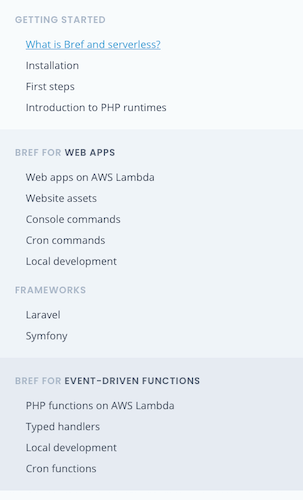 GETTING STARTED
What is Bref and serverless?
Installation
First steps
Introduction to PHP runtimes
BREF FOR WEB APPS
Web apps on AWS Lambda
Website assets
Console commands
Cron commands
Local development
FRAMEWORKS
Laravel
Symfony
BREF FOR EVENT-DRIVEN FUNCTIONS
PHP functions on AWS Lambda
Typed handlers
Local development
Cron functions